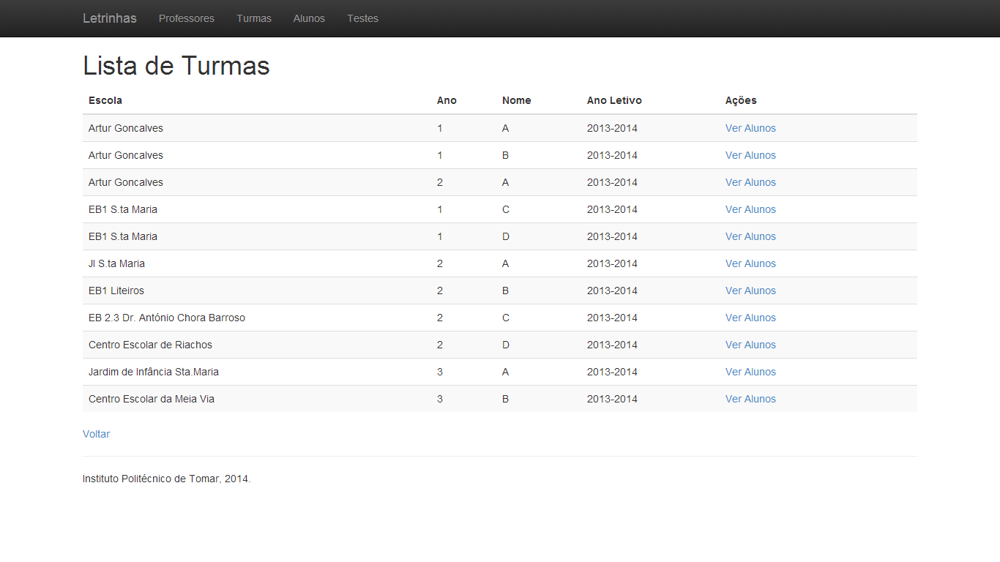 Letrinhas Professores Turmas Alunos Testes
Lista de Turmas
Escola Ano Nome Ano Letivo Ações
Artur Goncalves 1 A 2013-2014 Ver Alunos
Artur Goncalves 1 B 2013-2014 Ver Alunos
Artur Goncalves 2 A 2013-2014 Ver Alunos
EB1 S.ta Maria 1 C 2013-2014 Ver Alunos
EB1 S.ta Maria 1 D 2013-2014 Ver Alunos
JI S.ta Maria 2 A 2013-2014 Ver Alunos
EB1 Liteiros 2 B 2013-2014 Ver Alunos
EB 2.3 Dr. António Chora Barroso 2 C 2013-2014 Ver Alunos
Centro Escolar de Riachos 2 D 2013-2014 Ver Alunos
Jardim de Infância Sta.Maria 3 A 2013-2014 Ver Alunos
Centro Escolar da Meia Via 3 B 2013-2014 Ver Alunos
Voltar
Instituto Politécnico de Tomar, 2014.